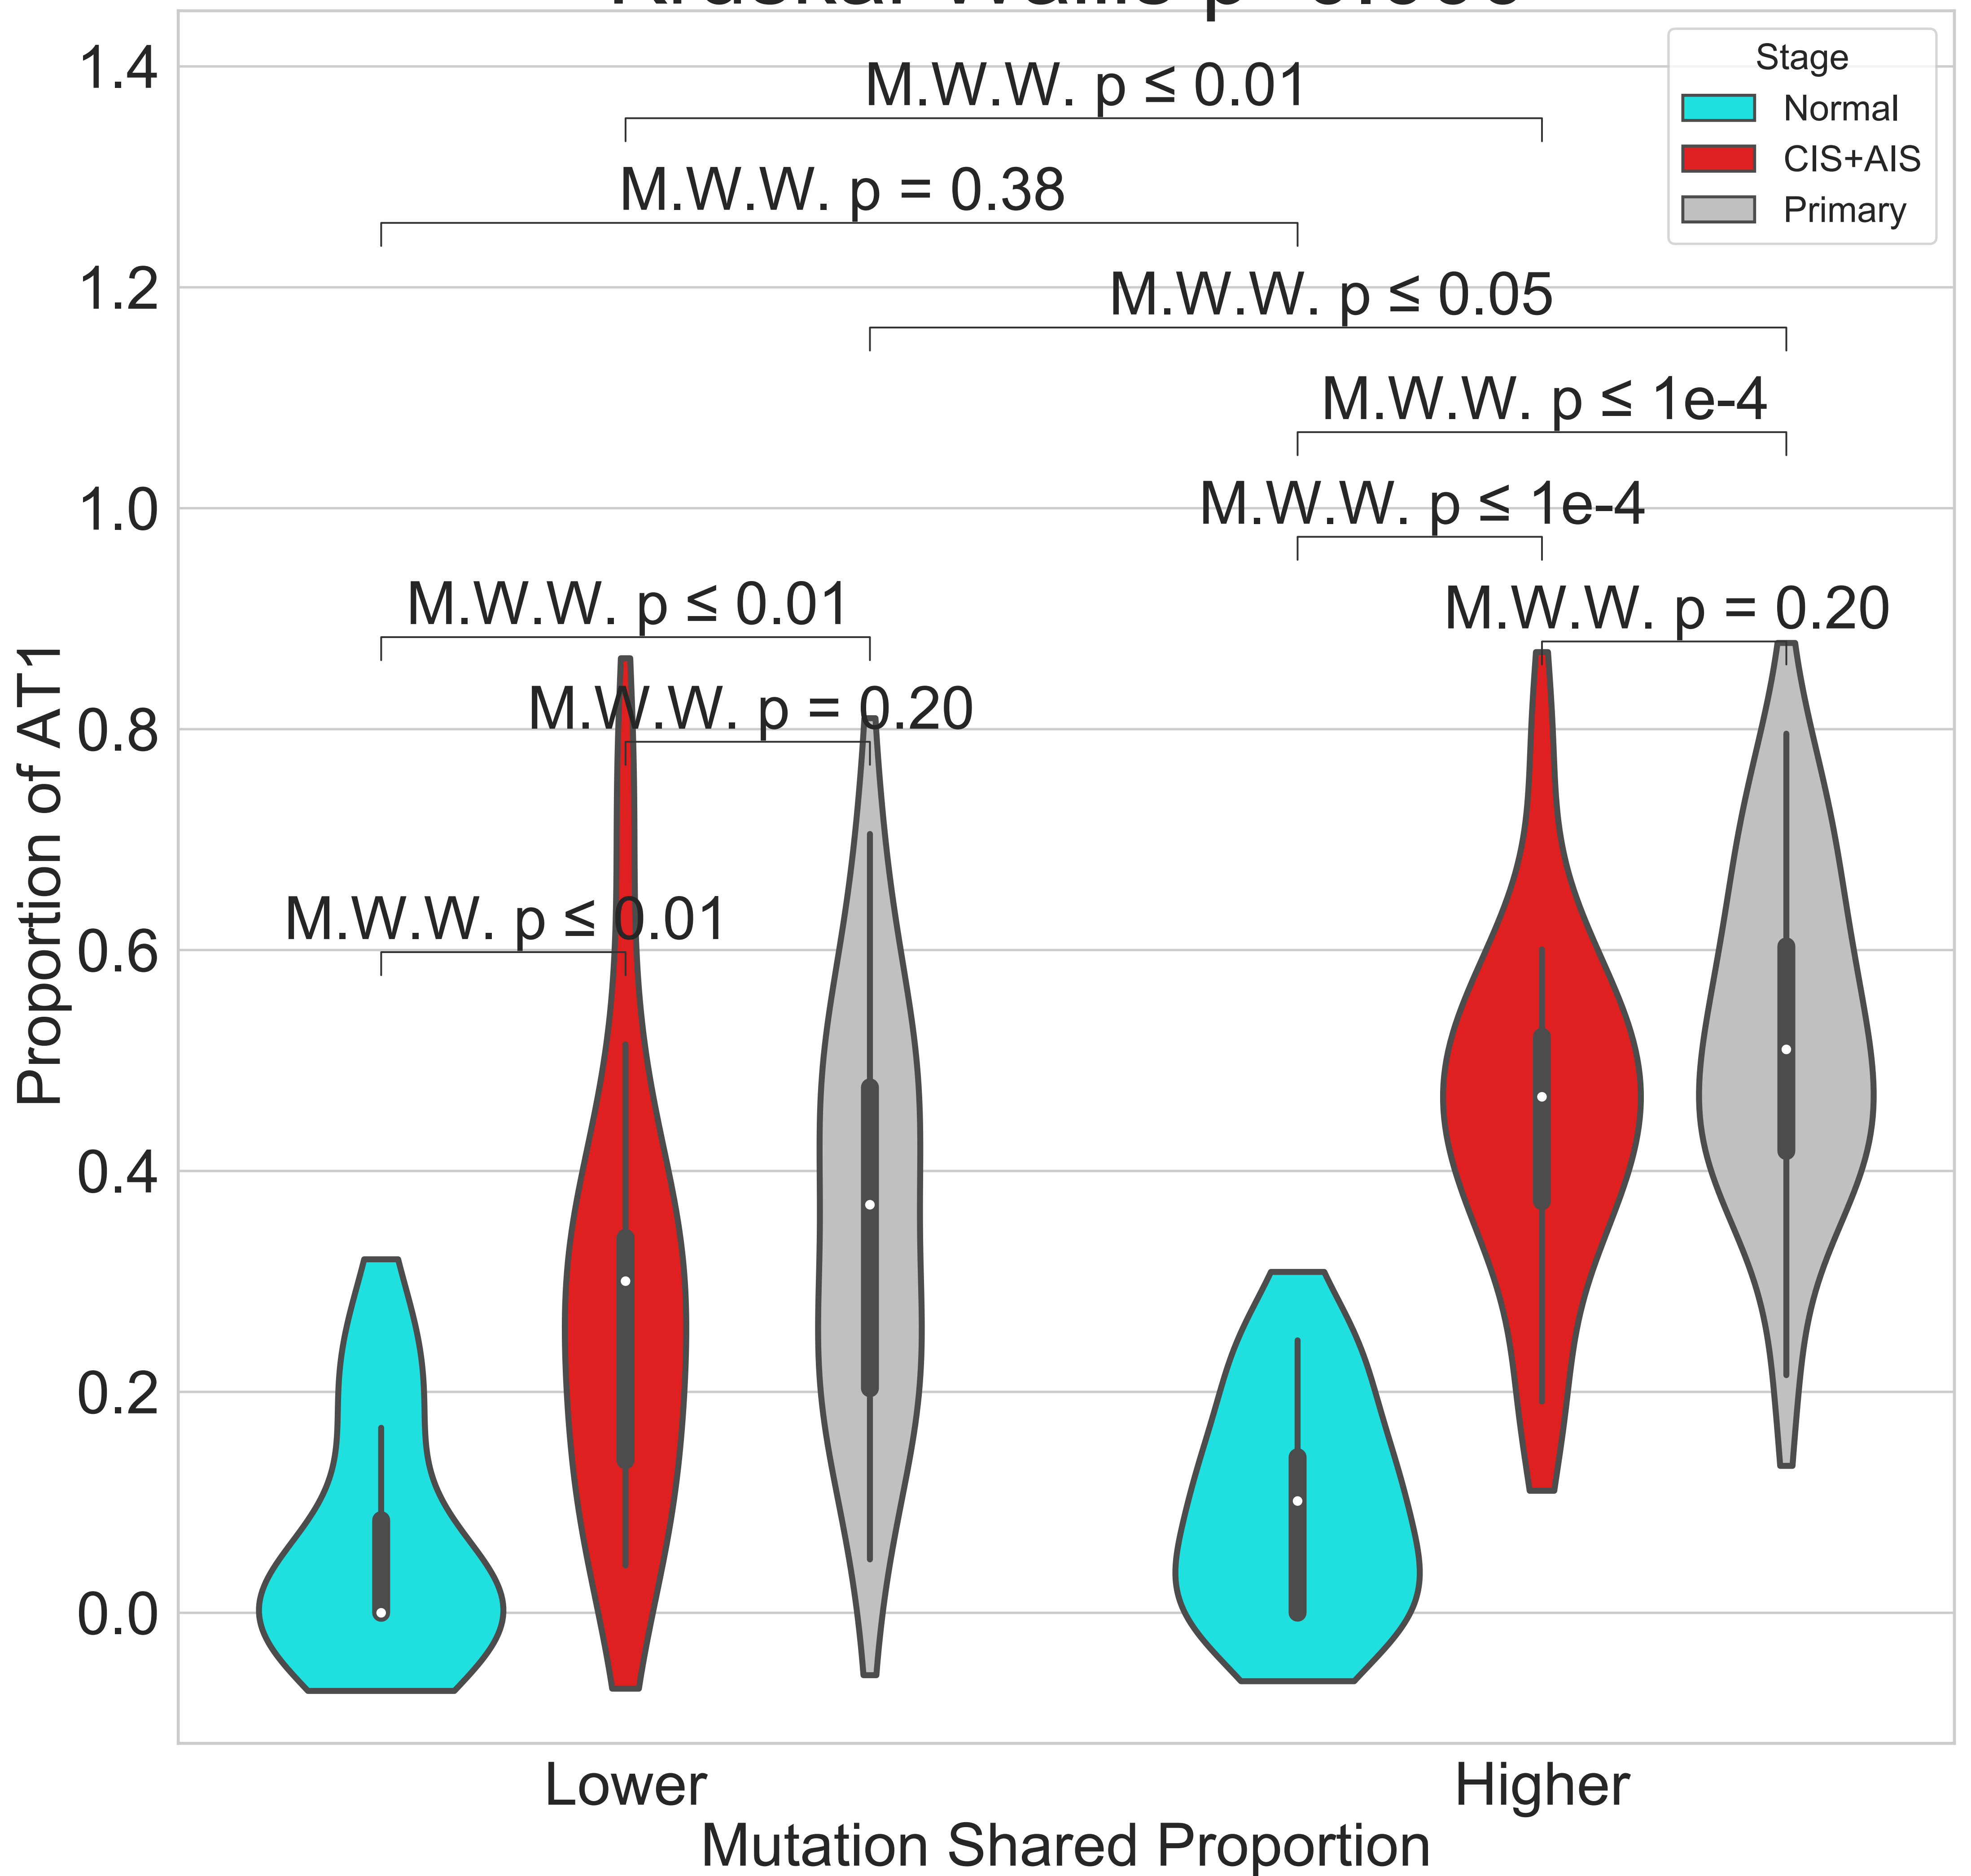 1.4
1.2
1.0
0.8
0.6
0.4
0.2
0.0
Proportion of AT1
M.W.W. p ≤ 0.01
M.W.W. p = 0.38
M.W.W. p ≤ 0.05
M.W.W. p ≤ 1e-4
M.W.W. p ≤ 1e-4
M.W.W. p ≤ 0.01
M.W.W. p = 0.20
M.W.W. p = 0.20
M.W.W. p ≤ 0.01
Stage
Normal
CIS+AIS
Primary
Lower
Higher
Mutation Shared Proportion